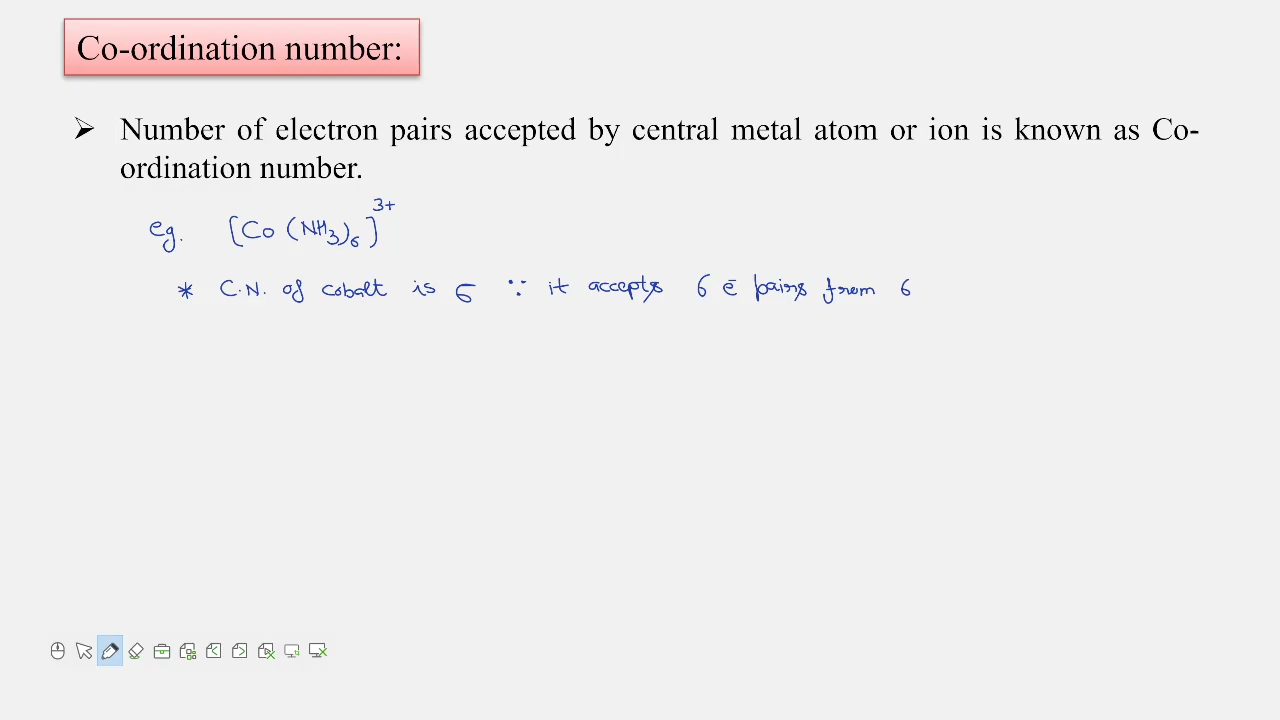 Co-ordination number:
➢ Number of electron pairs accepted by central metal atom or ion is known as Co-
ordination number.
eg. [Co (NH₃)₆]³⁺
* C.N. of cobalt is 6 ∵ it accepts 6 ē pairs from 6